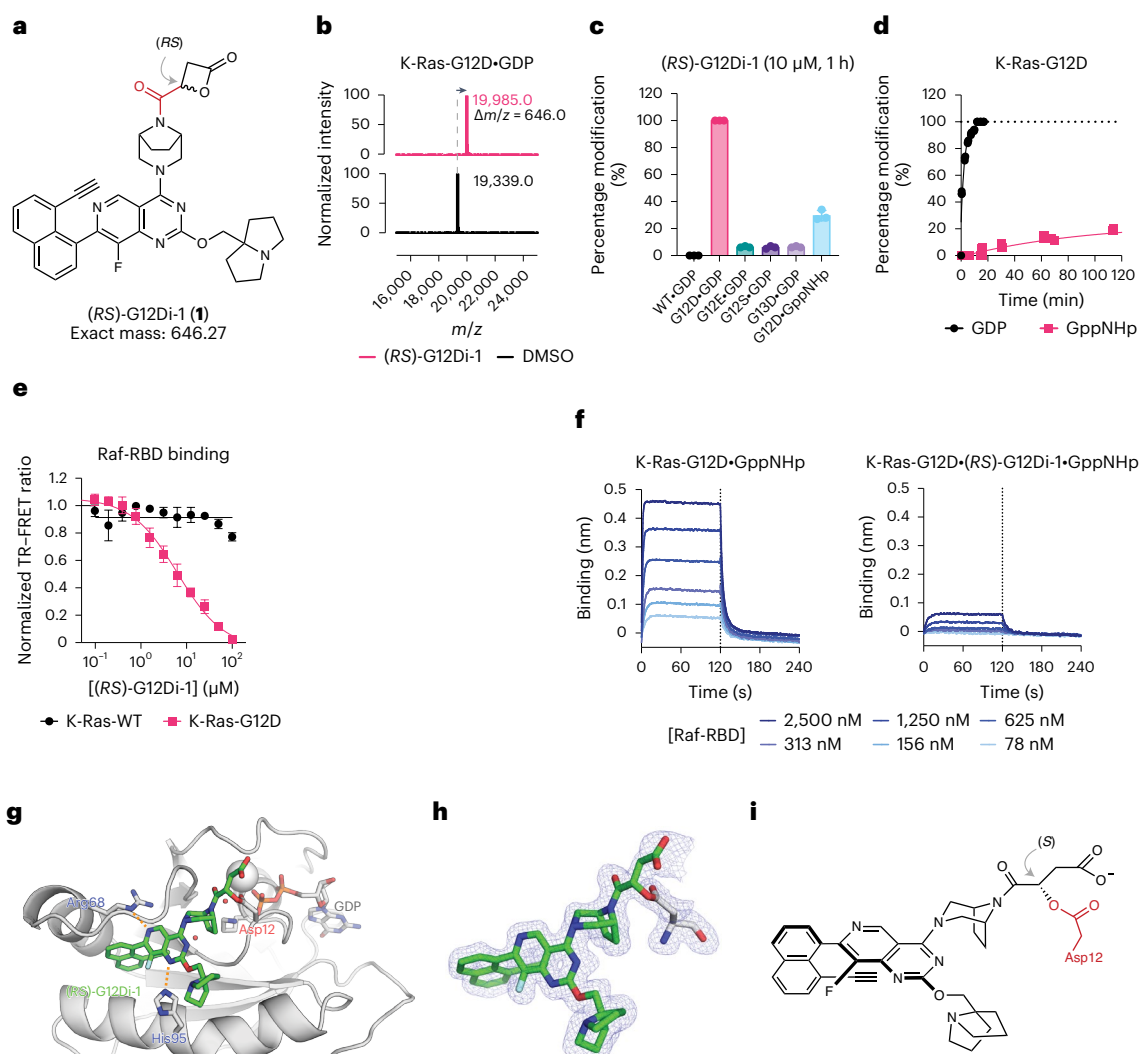 a
(RS)
O
O
O
N
N
N
N
N
O
N
F
(RS)-G12Di-1 (1)
Exact mass: 646.27
b
K-Ras-G12D•GDP
Normalized intensity
100
50
0
19,985.0
Δm/z = 646.0
100
50
0
19,339.0
16,000
18,000
20,000
22,000
24,000
m/z
(RS)-G12Di-1
DMSO
c
(RS)-G12Di-1 (10 µM, 1 h)
Percentage modification
(%)
120
100
80
60
40
20
0
WT•GDP
G12D•GDP
G12E•GDP
G12S•GDP
G13D•GDP
G12D•GppNHp
d
K-Ras-G12D
Percentage modification
(%)
120
100
80
60
40
20
0
0 20 40 60 80 100 120
Time (min)
GDP
GppNHp
e
Raf-RBD binding
Normalized TR–FRET ratio
1.2
1.0
0.8
0.6
0.4
0.2
0
10⁻¹ 10⁰ 10¹ 10²
[(RS)-G12Di-1] (µM)
K-Ras-WT
K-Ras-G12D
f
K-Ras-G12D•GppNHp
Binding (nm)
0.5
0.4
0.3
0.2
0.1
0
0 60 120 180 240
Time (s)
K-Ras-G12D•(RS)-G12Di-1•GppNHp
Binding (nm)
0.5
0.4
0.3
0.2
0.1
0
0 60 120 180 240
Time (s)
[Raf-RBD]
2,500 nM
1,250 nM
625 nM
313 nM
156 nM
78 nM
g
Arg68
Asp12
GDP
(RS)-G12Di-1
His95
h
i
(S)
O
O
O⁻
N
O
O
Asp12
N
N
N
N
F
O
N